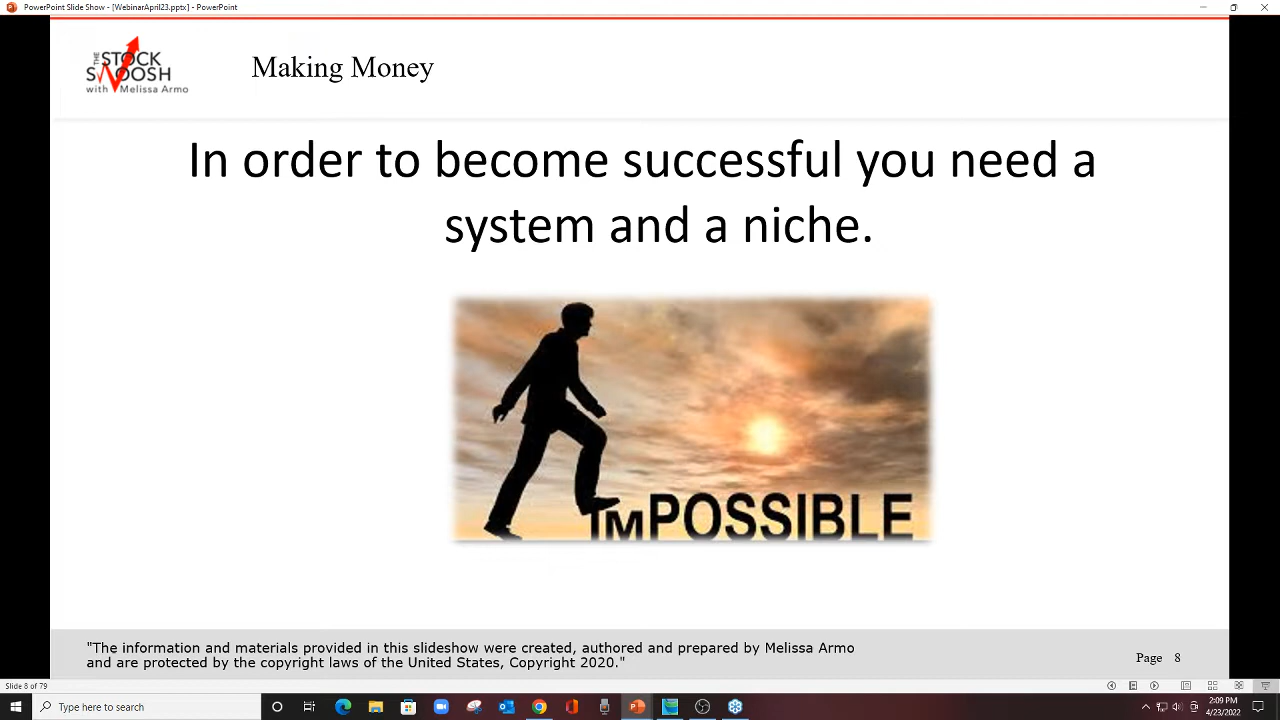 PowerPoint Slide Show - [WebinarApril23.pptx] - PowerPoint
THE STOCK
SWOOSH
with Melissa Armo
Making Money
In order to become successful you need a
system and a niche.
IMPOSSIBLE
"The information and materials provided in this slideshow were created, authored and prepared by Melissa Armo
and are protected by the copyright laws of the United States, Copyright 2020."
Page 8
Slide 8 of 79
Type here to search
2:09 PM
4/23/2022